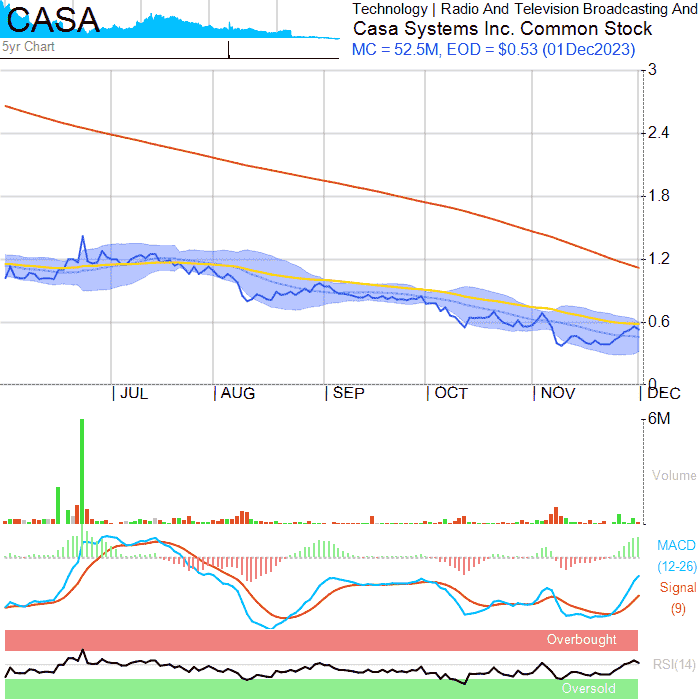 CASA
5yr Chart
Technology | Radio And Television Broadcasting And
Casa Systems Inc. Common Stock
MC = 52.5M, EOD = $0.53 (01Dec2023)
3
2.4
1.8
1.2
0.6
0
JUL AUG SEP OCT NOV DEC
6M
Volume
MACD
(12-26)
Signal
(9)
Overbought
RSI(14)
Oversold